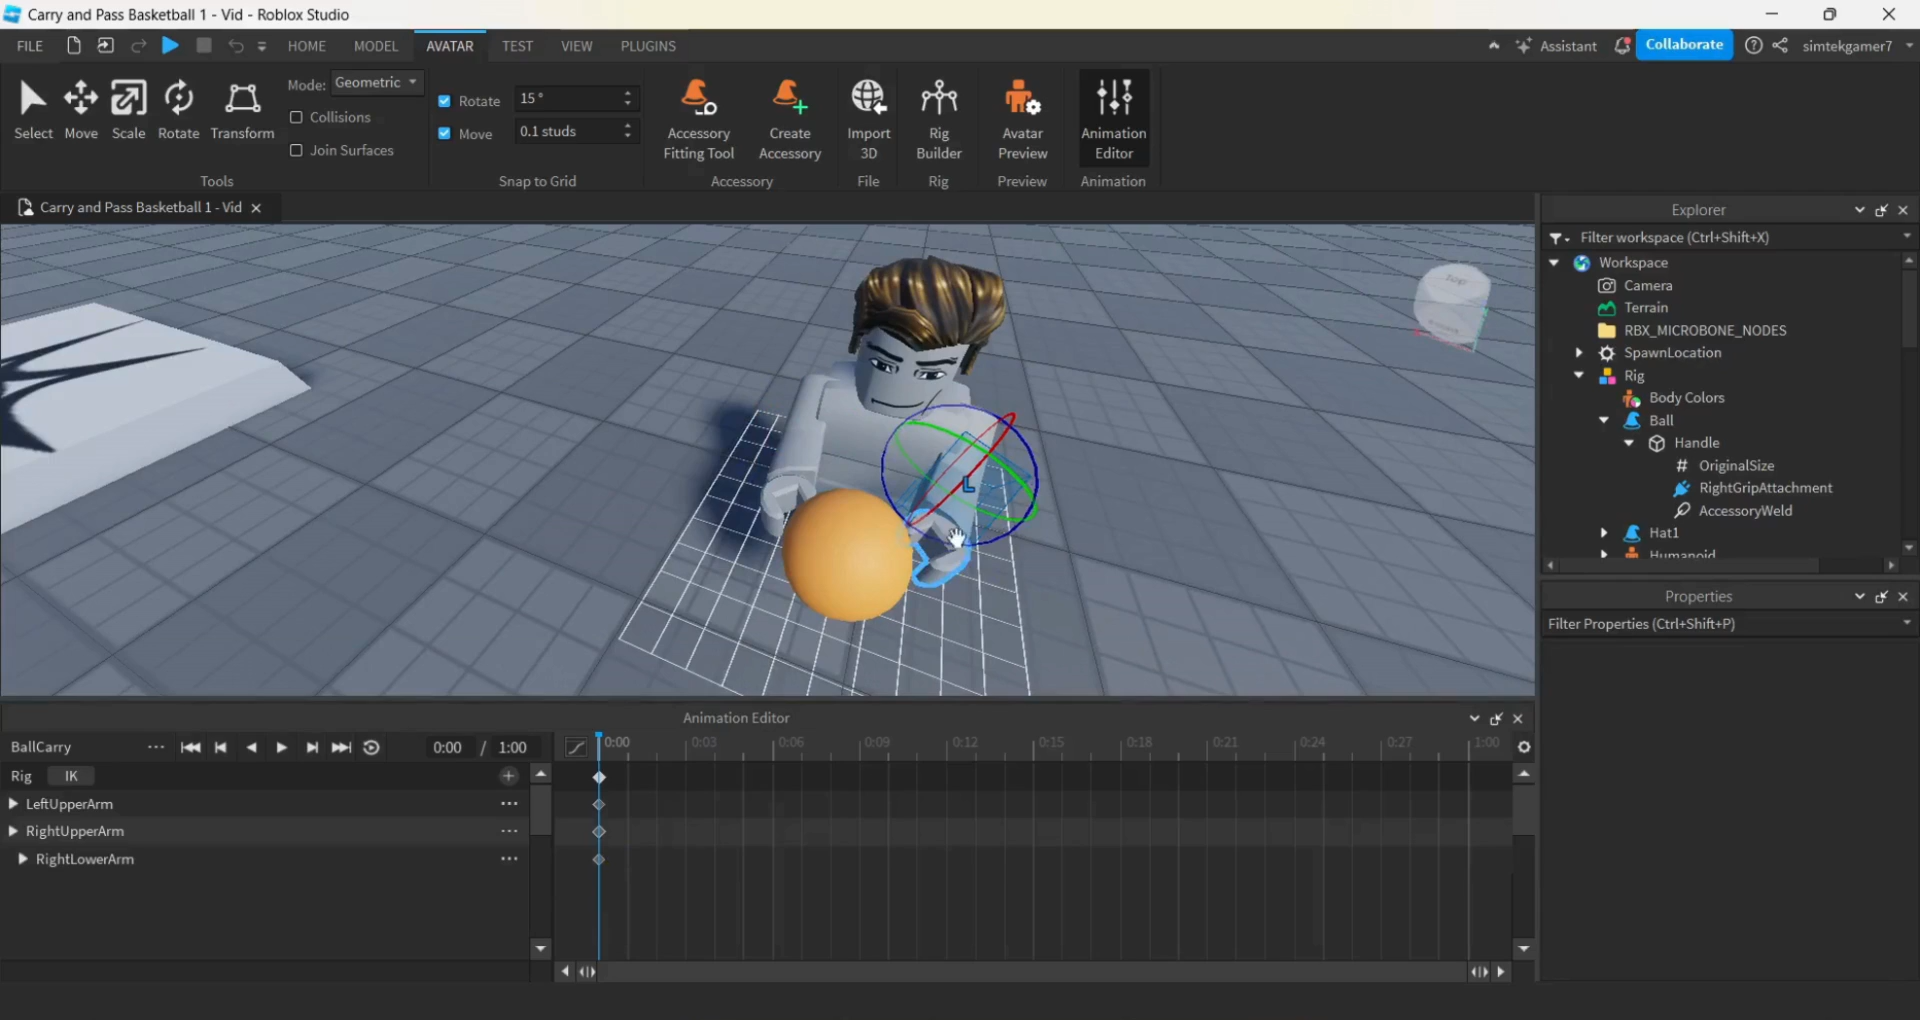 Carry and Pass Basketball 1 - Vid - Roblox Studio
FILE HOME MODEL AVATAR TEST VIEW PLUGINS Assistant Collaborate simtekgamer7
Select Move Scale Rotate Transform
Mode: Geometric
Collisions
Join Surfaces
Tools
Rotate 15 °
Move 0.1 studs
Snap to Grid
Accessory
Fitting Tool
Create
Accessory
Accessory
Import
3D
File
Rig
Builder
Rig
Avatar
Preview
Preview
Animation
Editor
Animation
Carry and Pass Basketball 1 - Vid
Top
L
Explorer
Filter workspace (Ctrl+Shift+X)
Workspace
Camera
Terrain
RBX_MICROBONE_NODES
SpawnLocation
Rig
Body Colors
Ball
Handle
OriginalSize
RightGripAttachment
AccessoryWeld
Hat1
Humanoid
Properties
Filter Properties (Ctrl+Shift+P)
Animation Editor
BallCarry 0:00 / 1:00 0:00 0:03 0:06 0:09 0:12 0:15 0:18 0:21 0:24 0:27 1:00
Rig IK
LeftUpperArm
RightUpperArm
RightLowerArm